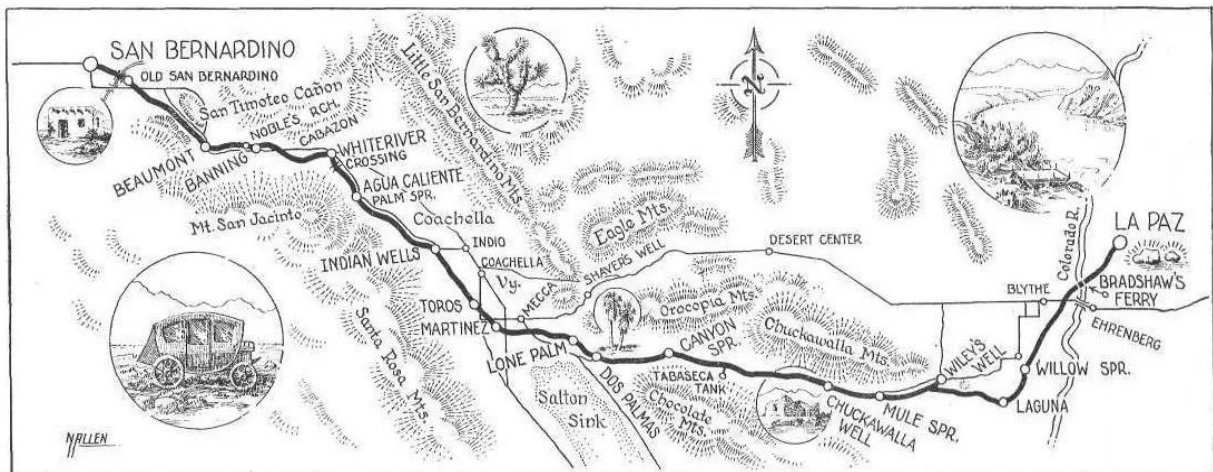 SAN BERNARDINO
OLD SAN BERNARDINO
San Timoteo Cañon
NOBLE'S RCH.
CABAZON
BEAUMONT
BANNING
WHITERIVER
CROSSING
AGUA CALIENTE
PALM SPR.
Mt. San Jacinto
Little San Bernardino Mts.
N
Coachella
Vy.
INDIAN WELLS
INDIO
COACHELLA
TOROS
MARTINEZ
MECCA
SHAVERS WELL
Eagle Mts.
DESERT CENTER
Orocopia Mts.
Santa Rosa Mts.
LONE PALM
DOS PALMAS
Salton
Sink
CANYON
SPR.
TABASECA
TANK
Chocolate
Mts.
Chuckawalla Mts.
CHUCKAWALLA
WELL
MULE SPR.
WILEY'S
WELL
LAGUNA
WILLOW SPR.
BLYTHE
EHRENBERG
Colorado R.
LA PAZ
BRADSHAW'S
FERRY
N ALLEN